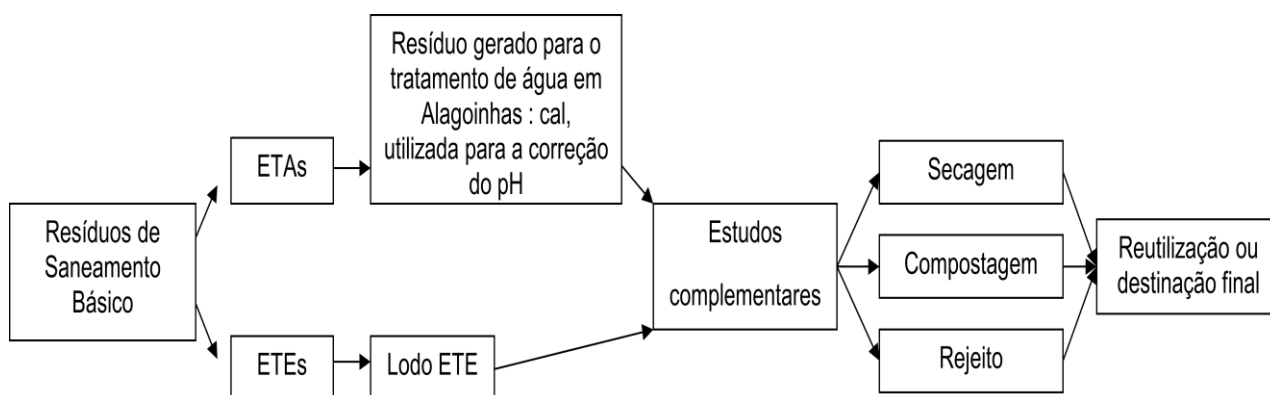 Resíduos de
Saneamento
Básico
ETAs
Resíduo gerado para o
tratamento de água em
Alagoinhas : cal,
utilizada para a correção
do pH
ETEs
Lodo ETE
Estudos
complementares
Secagem
Compostagem
Rejeito
Reutilização ou
destinação final